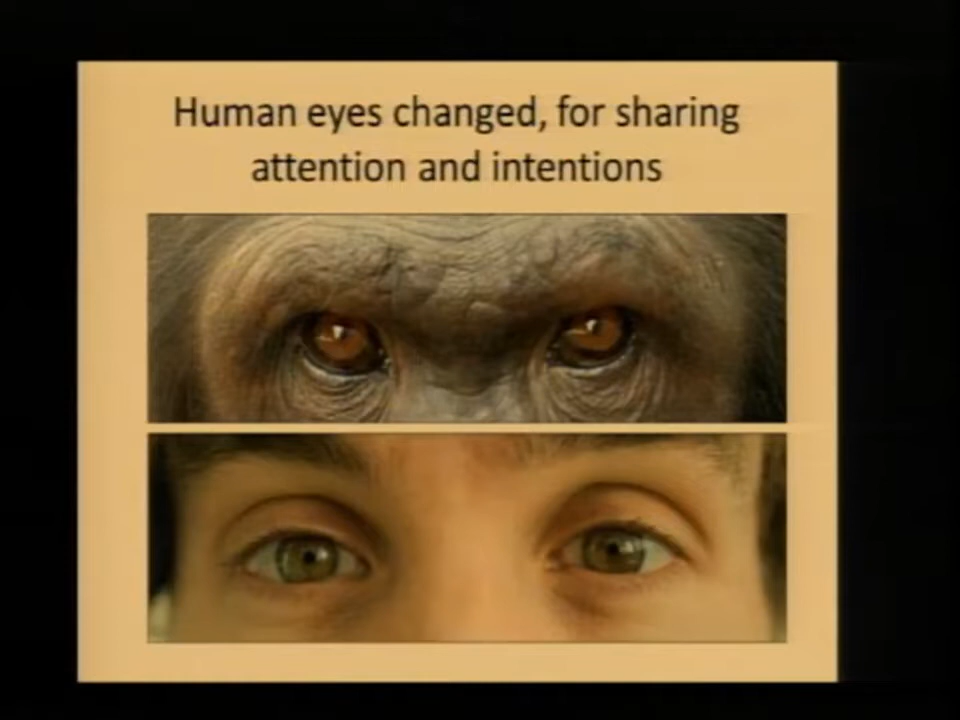 Human eyes changed, for sharing
attention and intentions